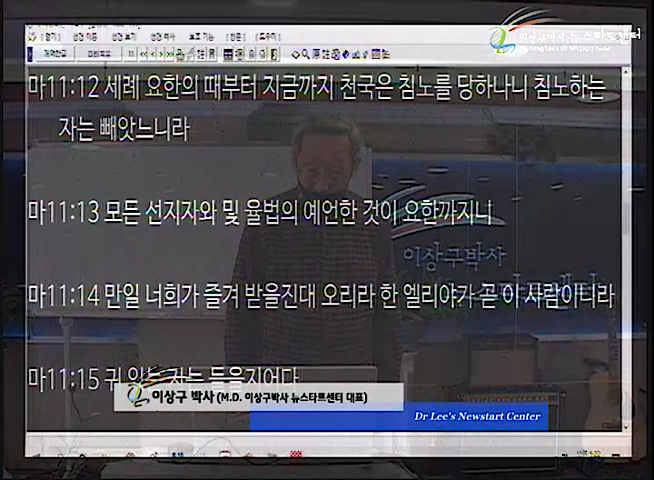 이상구박사 뉴스타트센터
마11:12 세례 요한의 때부터 지금까지 천국은 침노를 당하나니 침노하는
자는 빼앗느니라
마11:13 모든 선지자와 및 율법의 예언한 것이 요한까지니
이상구박사
마11:14 만일 너희가 즐겨 받을진대 오리라 한 엘리야가 곧 이 사람이니라
마11:15 귀 있는 자는 들을지어다
이상구 박사 (M.D. 이상구박사 뉴스타트센터 대표)
Dr Lee's Newstart Center